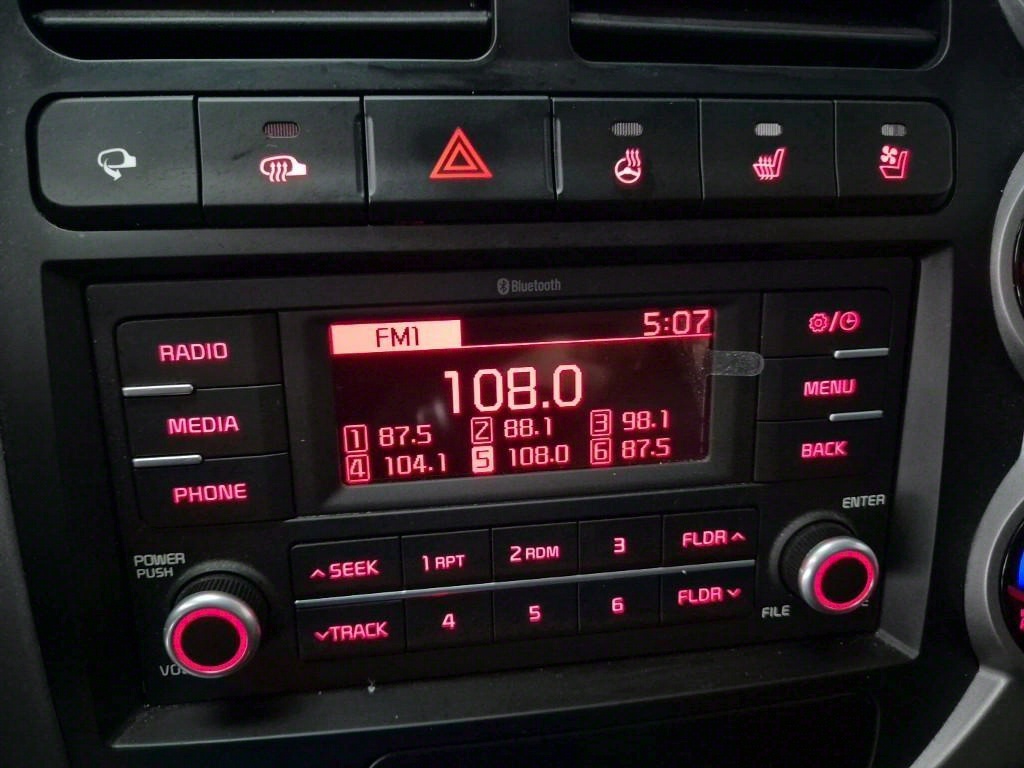 Bluetooth
FM1 5:07
108.0
1 87.5 2 88.1 3 98.1
4 104.1 5 108.0 6 87.5
RADIO
MEDIA
PHONE
MENU
BACK
POWER
PUSH
ENTER
SEEK 1 RPT 2 RDM 3 FLDR
TRACK 4 5 6 FLDR
FILE